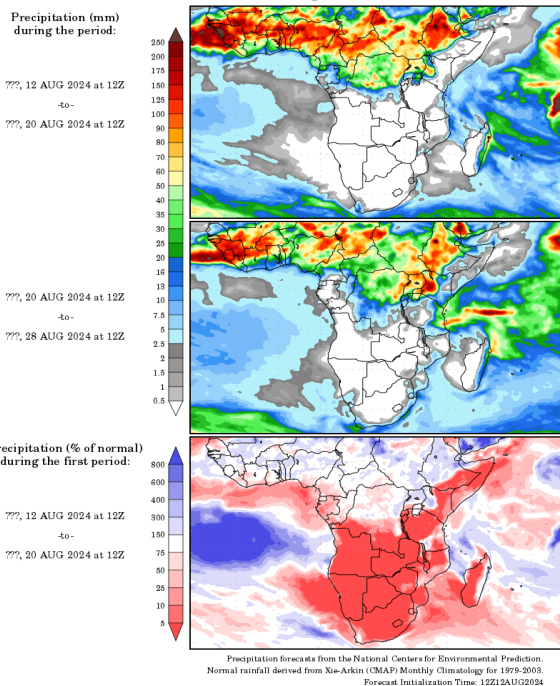 Precipitation (mm)
during the period:
250
200
175
150
125
100
90
80
70
60
50
40
35
30
25
20
16
13
10
7.5
5
2.5
2
1.5
1
0.5
???, 12 AUG 2024 at 12Z
-to-
???, 20 AUG 2024 at 12Z
???, 20 AUG 2024 at 12Z
-to-
???, 28 AUG 2024 at 12Z
recipitation (% of normal)
during the first period:
800
600
400
300
150
75
50
25
10
5
???, 12 AUG 2024 at 12Z
-to-
???, 20 AUG 2024 at 12Z
Precipitation forecasts from the National Centers for Environmental Prediction.
Normal rainfall derived from Xie-Arkin (CMAP) Monthly Climatology for 1979-2003.
Forecast Initialization Time: 12Z12AUG2024